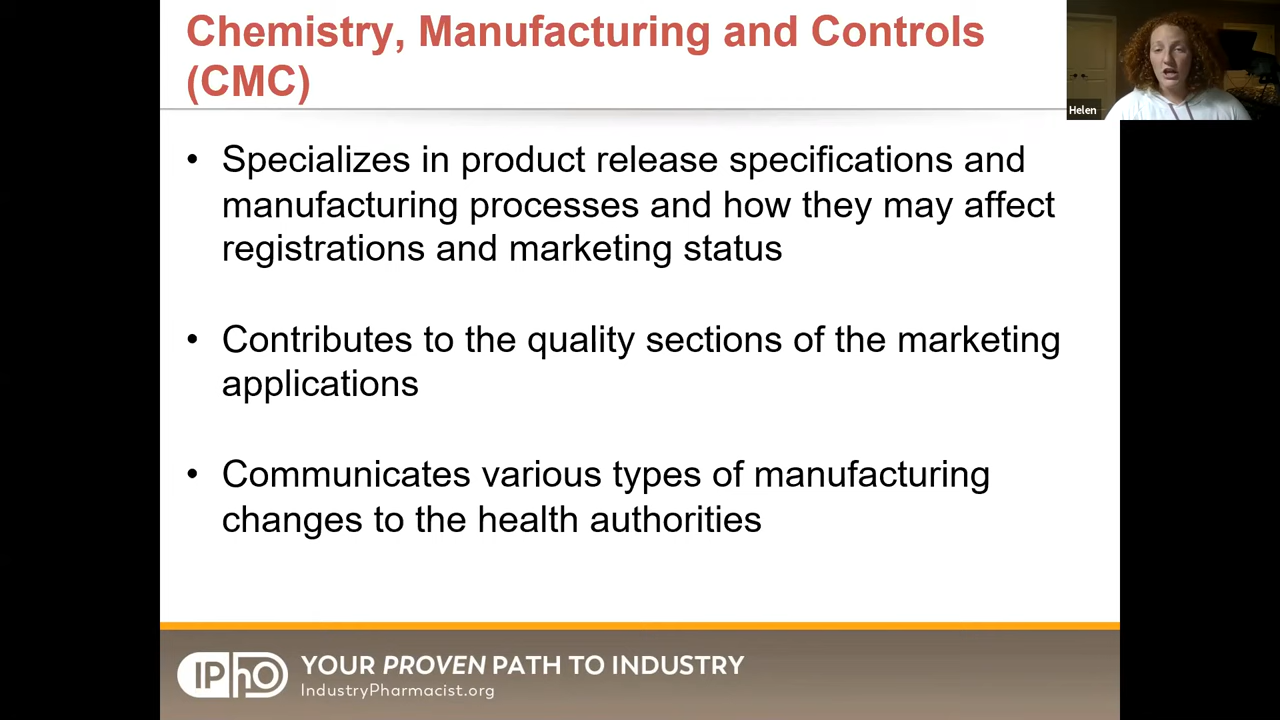 Chemistry, Manufacturing and Controls
(CMC)
Helen
• Specializes in product release specifications and
manufacturing processes and how they may affect
registrations and marketing status
• Contributes to the quality sections of the marketing
applications
• Communicates various types of manufacturing
changes to the health authorities
IPhO
YOUR PROVEN PATH TO INDUSTRY
IndustryPharmacist.org